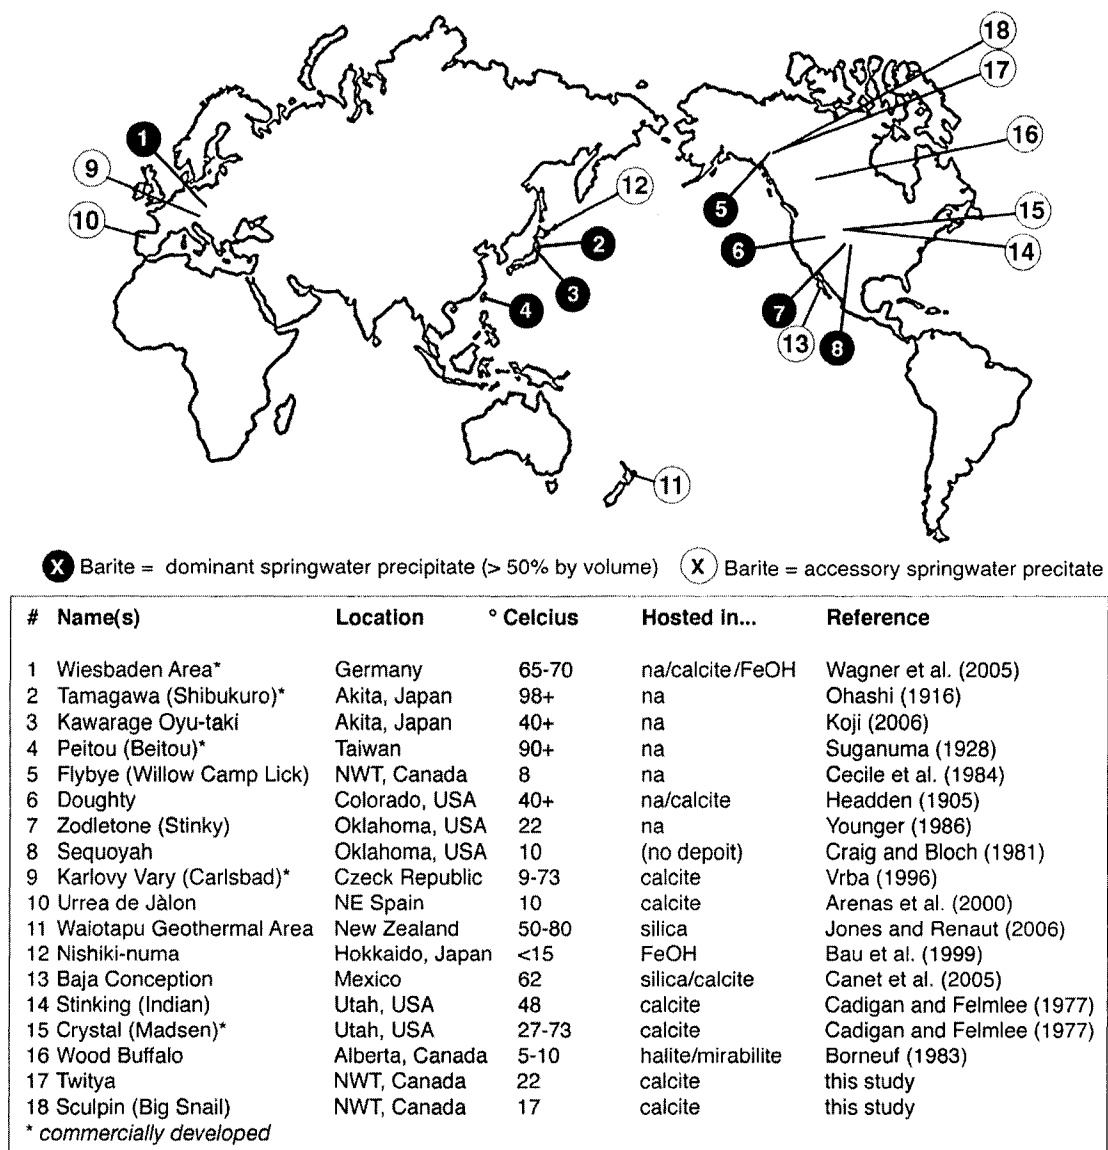 18
17
1
16
9
12
10
5
15
2
6
14
3
4
7
13
8
11
X Barite = dominant springwater precipitate (> 50% by volume) X Barite = accessory springwater precitate
# Name(s) Location ° Celcius Hosted in... Reference
1 Wiesbaden Area* Germany 65-70 na/calcite/FeOH Wagner et al. (2005)
2 Tamagawa (Shibukuro)* Akita, Japan 98+ na Ohashi (1916)
3 Kawarage Oyu-taki Akita, Japan 40+ na Koji (2006)
4 Peitou (Beitou)* Taiwan 90+ na Suganuma (1928)
5 Flybye (Willow Camp Lick) NWT, Canada 8 na Cecile et al. (1984)
6 Doughty Colorado, USA 40+ na/calcite Headden (1905)
7 Zodletone (Stinky) Oklahoma, USA 22 na Younger (1986)
8 Sequoyah Oklahoma, USA 10 (no depoit) Craig and Bloch (1981)
9 Karlovy Vary (Carlsbad)* Czeck Republic 9-73 calcite Vrba (1996)
10 Urrea de Jàlon NE Spain 10 calcite Arenas et al. (2000)
11 Waiotapu Geothermal Area New Zealand 50-80 silica Jones and Renaut (2006)
12 Nishiki-numa Hokkaido, Japan <15 FeOH Bau et al. (1999)
13 Baja Conception Mexico 62 silica/calcite Canet et al. (2005)
14 Stinking (Indian) Utah, USA 48 calcite Cadigan and Felmlee (1977)
15 Crystal (Madsen)* Utah, USA 27-73 calcite Cadigan and Felmlee (1977)
16 Wood Buffalo Alberta, Canada 5-10 halite/mirabilite Borneuf (1983)
17 Twitya NWT, Canada 22 calcite this study
18 Sculpin (Big Snail) NWT, Canada 17 calcite this study
* commercially developed